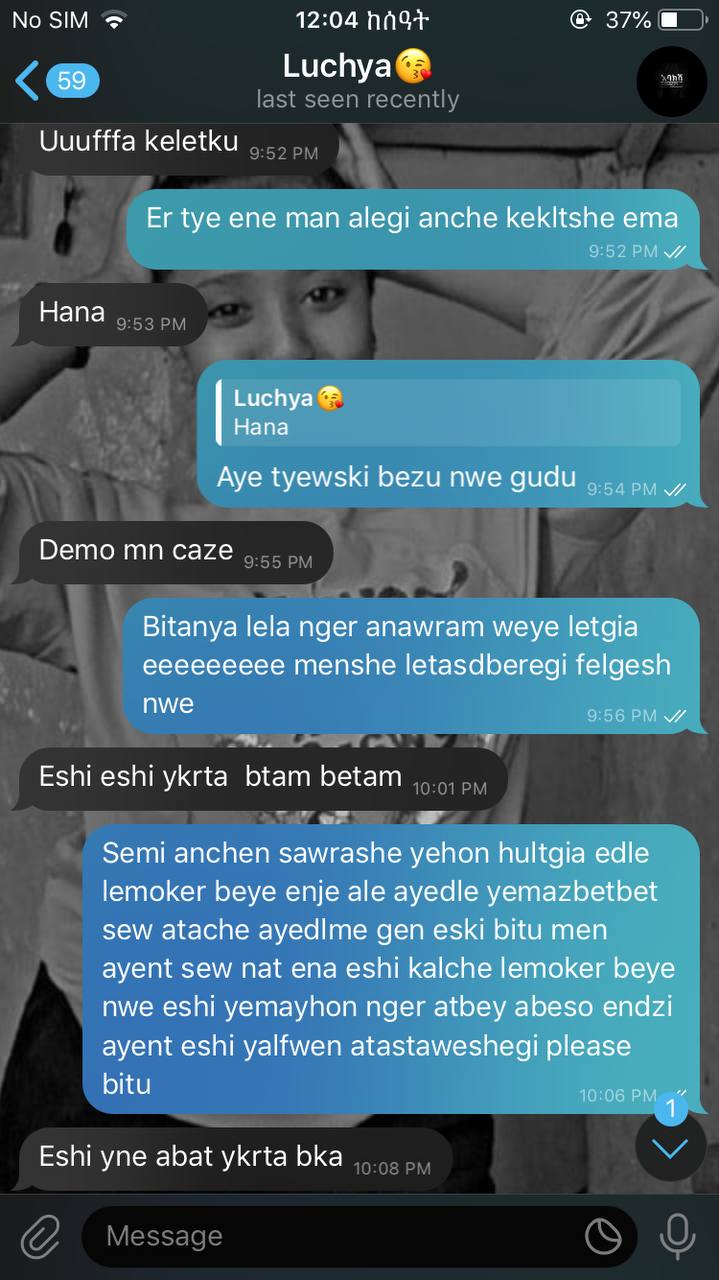 No SIM 12:04 ከሰዓት 37%
59 Luchya😘
last seen recently
Uuufffa keletku 9:52 PM
Er tye ene man alegi anche kekltshe ema
9:52 PM
Hana 9:53 PM
Luchya😘
Hana
Aye tyewski bezu nwe gudu 9:54 PM
Demo mn caze 9:55 PM
Bitanya lela nger anawram weye letgia
eeeeeeeee menshe letasdberegi felgesh
nwe 9:56 PM
Eshi eshi ykrta btam betam 10:01 PM
Semi anchen sawrashe yehon hultgia edle
lemoker beye enje ale ayedle yemazbetbet
sew atache ayedlme gen eski bitu men
ayent sew nat ena eshi kalche lemoker beye
nwe eshi yemayhon nger atbey abeso endzi
ayent eshi yalfwen atastaweshegi please
bitu 10:06 PM
1
Eshi yne abat ykrta bka 10:08 PM
Message